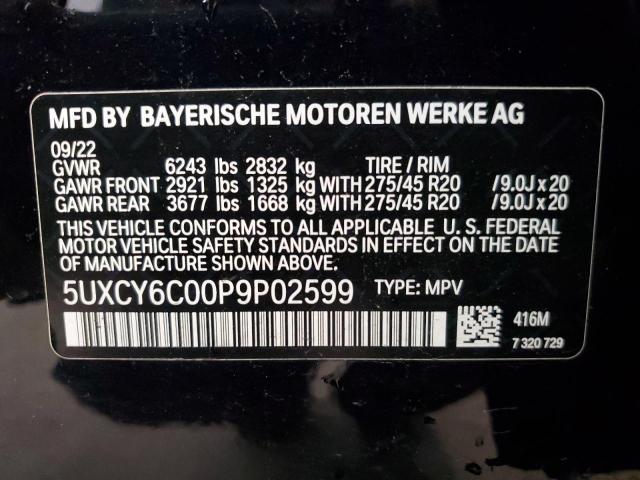 MFD BY BAYERISCHE MOTOREN WERKE AG
09/22
GVWR 6243 lbs 2832 kg TIRE / RIM
GAWR FRONT 2921 lbs 1325 kg WITH 275/45 R20 /9.0J x 20
GAWR REAR 3677 lbs 1668 kg WITH 275/45 R20 /9.0J x 20
THIS VEHICLE CONFORMS TO ALL APPLICABLE U. S. FEDERAL
MOTOR VEHICLE SAFETY STANDARDS IN EFFECT ON THE DATE
OF MANUFACTURE SHOWN ABOVE.
5UXCY6C00P9P02599 TYPE: MPV
416M
7 320 729